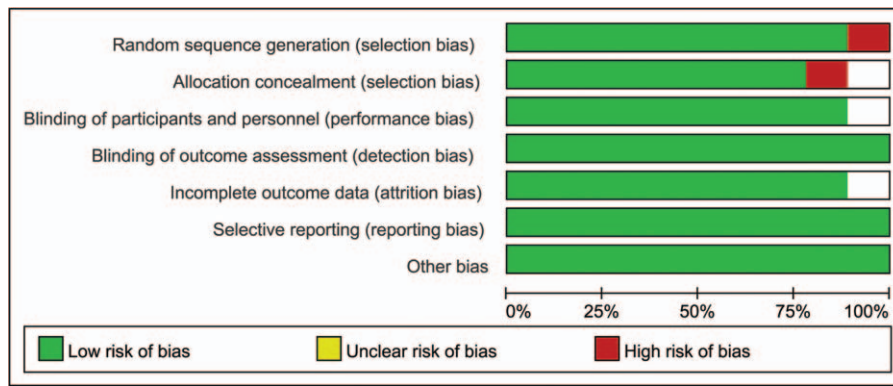 Random sequence generation (selection bias)
Allocation concealment (selection bias)
Blinding of participants and personnel (performance bias)
Blinding of outcome assessment (detection bias)
Incomplete outcome data (attrition bias)
Selective reporting (reporting bias)
Other bias
0% 25% 50% 75% 100%
Low risk of bias Unclear risk of bias High risk of bias